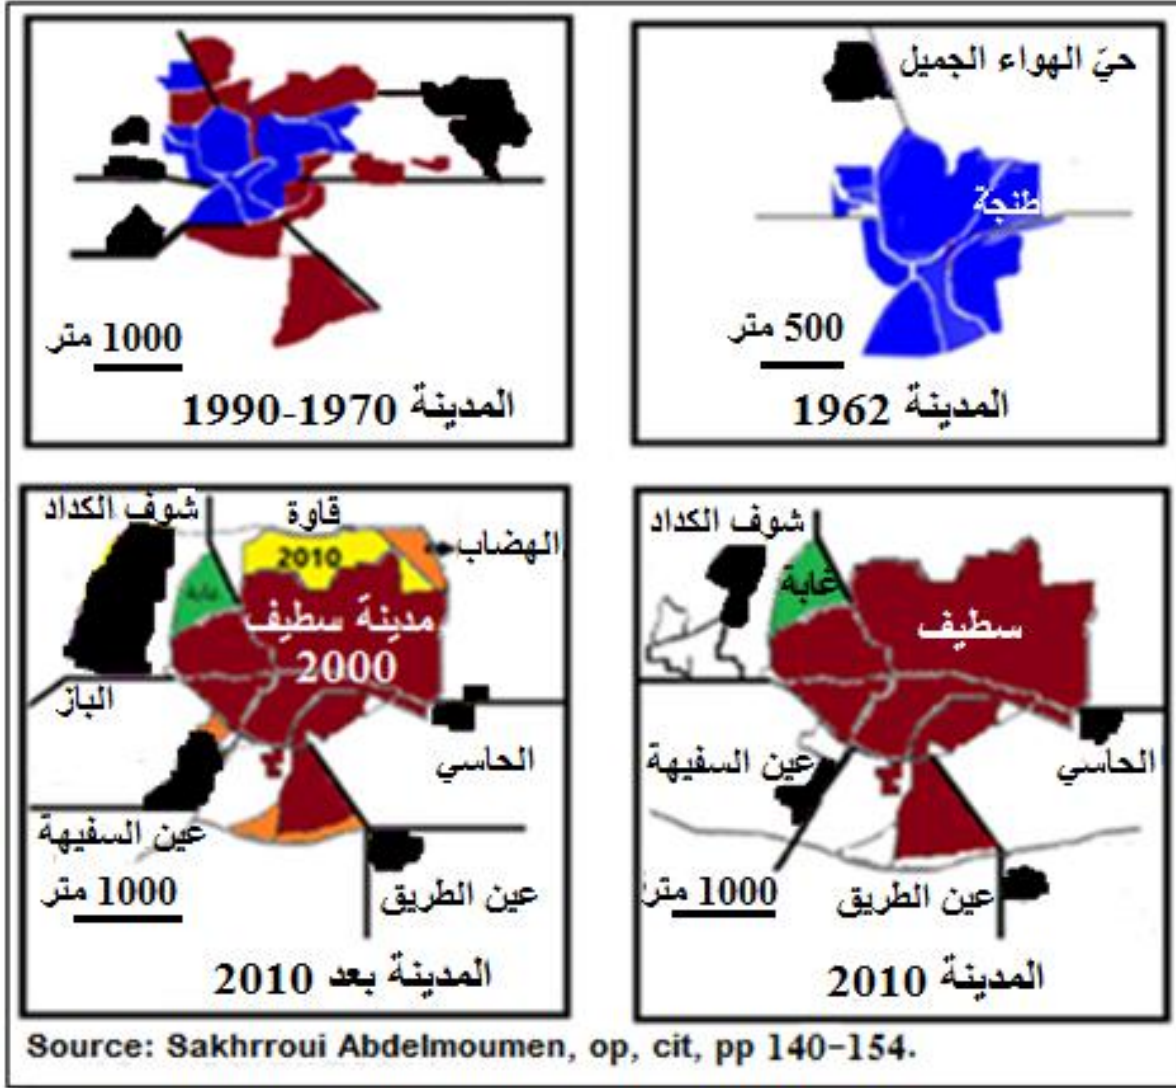 حيّ الهواء الجميل
طنجة
500 متر
المدينة 1962
1000 متر
المدينة 1970-1990
شوف الكداد
غابة
سطيف
عين السفيهة
الحاسي
1000 متر
عين الطريق
المدينة 2010
شوف الكداد
قاوة
الهضاب
2010
غابة
مدينة سطيف
2000
الباز
الحاسي
عين السفيهة
1000 متر
عين الطريق
المدينة بعد 2010
Source: Sakhrroui Abdelmoumen, op, cit, pp 140-154.